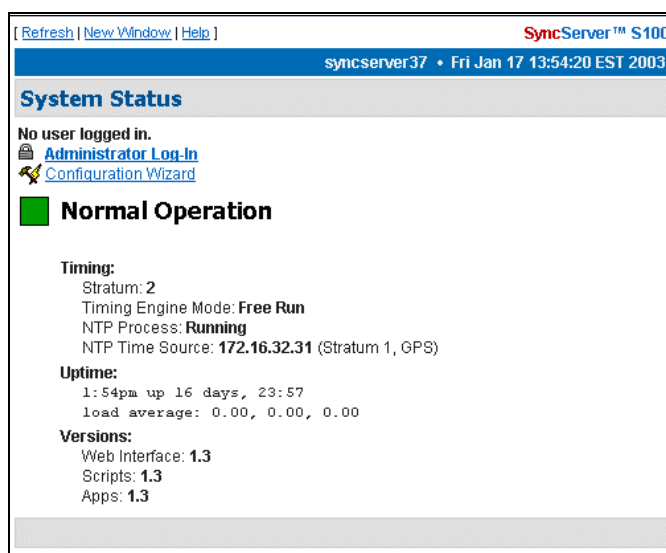 [ Refresh | New Window | Help ] SyncServer™ S100
syncserver37 • Fri Jan 17 13:54:20 EST 2003
System Status
No user logged in.
Administrator Log-In
Configuration Wizard
Normal Operation
Timing:
Stratum: 2
Timing Engine Mode: Free Run
NTP Process: Running
NTP Time Source: 172.16.32.31 (Stratum 1, GPS)
Uptime:
1:54pm up 16 days, 23:57
load average: 0.00, 0.00, 0.00
Versions:
Web Interface: 1.3
Scripts: 1.3
Apps: 1.3